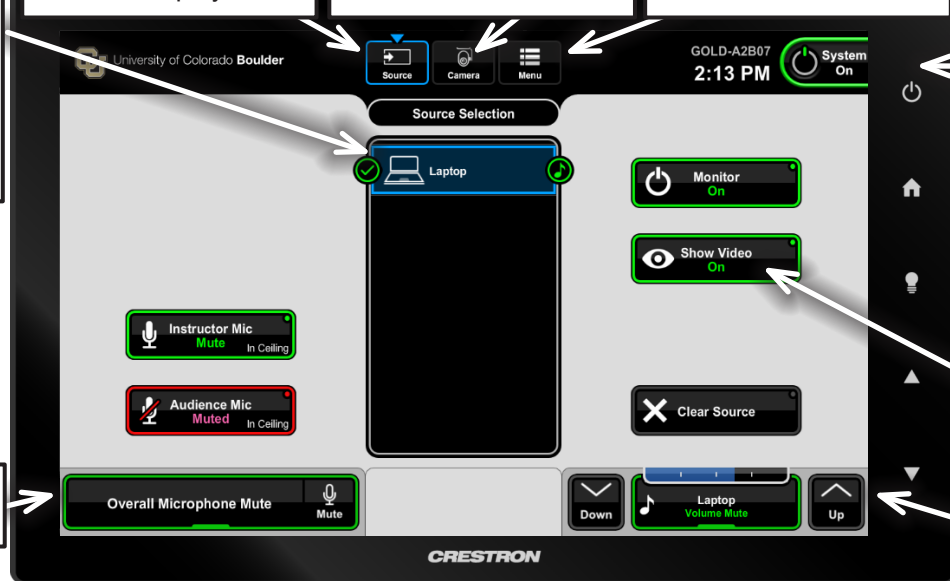 University of Colorado Boulder
Source
Camera
Menu
GOLD-A2B07
2:13 PM
System
On
Source Selection
Laptop
Monitor
On
Show Video
On
Instructor Mic
Mute
In Ceiling
Audience Mic
Muted
In Ceiling
Clear Source
Overall Microphone Mute
Mute
Down
Laptop
Volume Mute
Up
CRESTRON